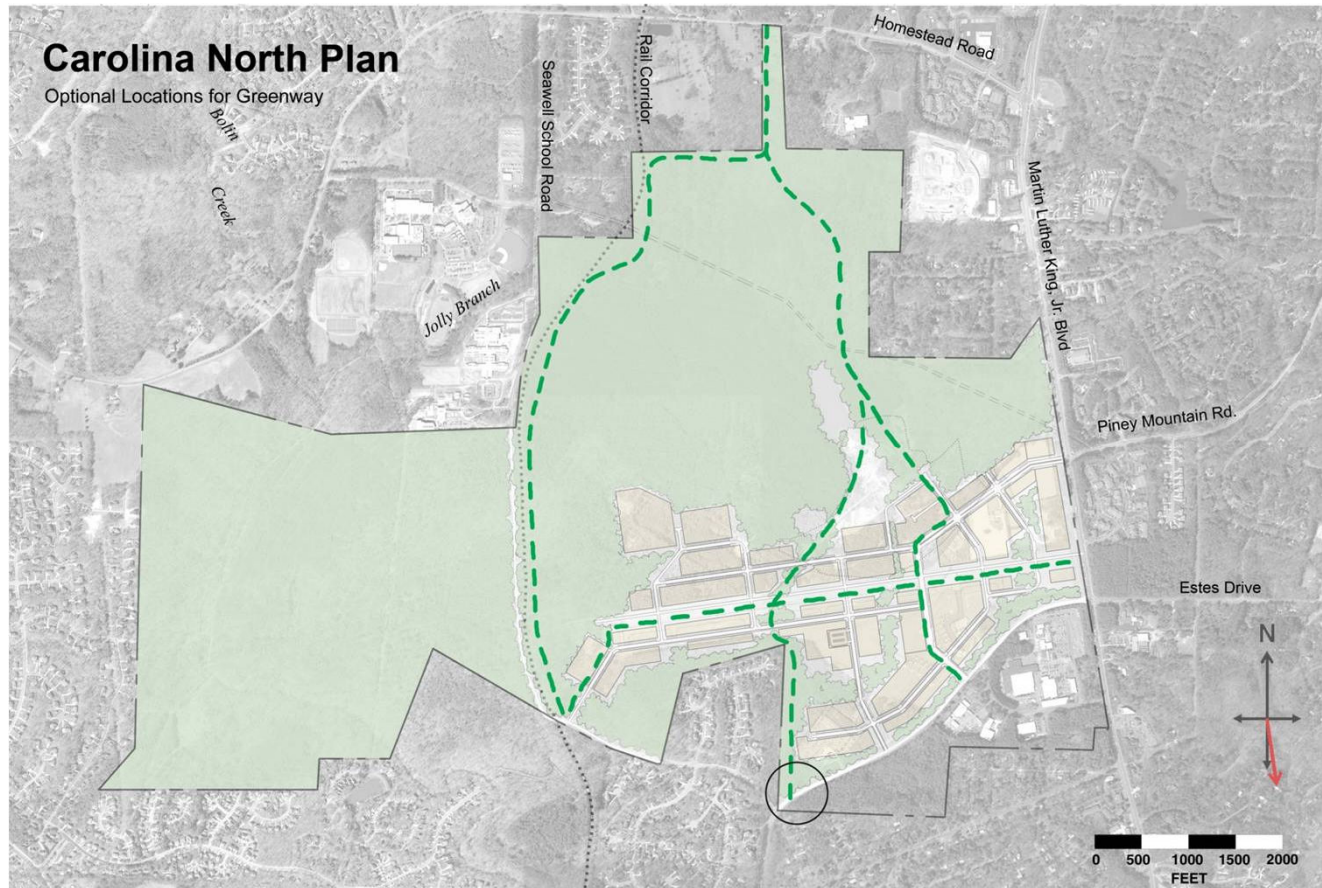 Carolina North Plan
Optional Locations for Greenway
Homestead Road
Rail Corridor
Seawell School Road
Bolin
Creek
Jolly Branch
Martin Luther King, Jr. Blvd
Piney Mountain Rd.
Estes Drive
N
0 500 1000 1500 2000
FEET